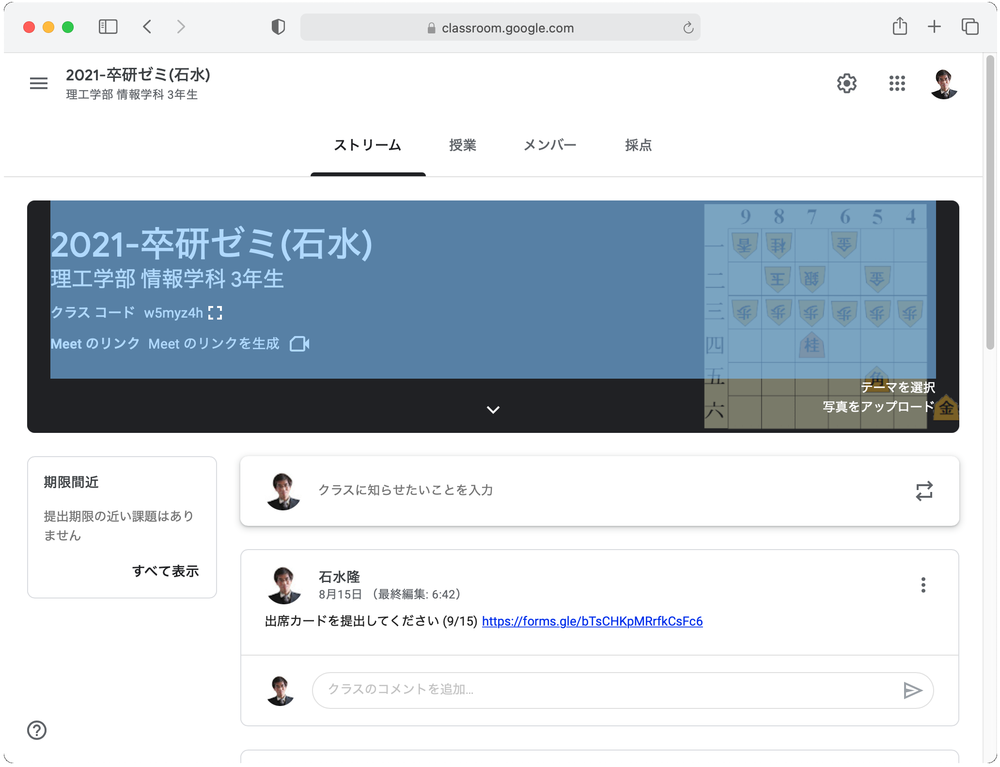 classroom.google.com
2021-卒研ゼミ(石水)
理工学部 情報学科 3年生
ストリーム 授業 メンバー 採点
2021-卒研ゼミ(石水)
理工学部 情報学科 3年生
クラス コード w5myz4h
Meet のリンク Meet のリンクを生成
9 8 7 6 5 4
一 香 桂 金
二 王 銀 金
三 歩 歩 歩 歩 歩 歩
四 桂
五 角
六 金
テーマを選択
写真をアップロード
期限間近
提出期限の近い課題はあり
ません
すべて表示
クラスに知らせたいことを入力
石水隆
8月15日 （最終編集: 6:42）
出席カードを提出してください (9/15) https://forms.gle/bTsCHKpMRrfkCsFc6
クラスのコメントを追加…